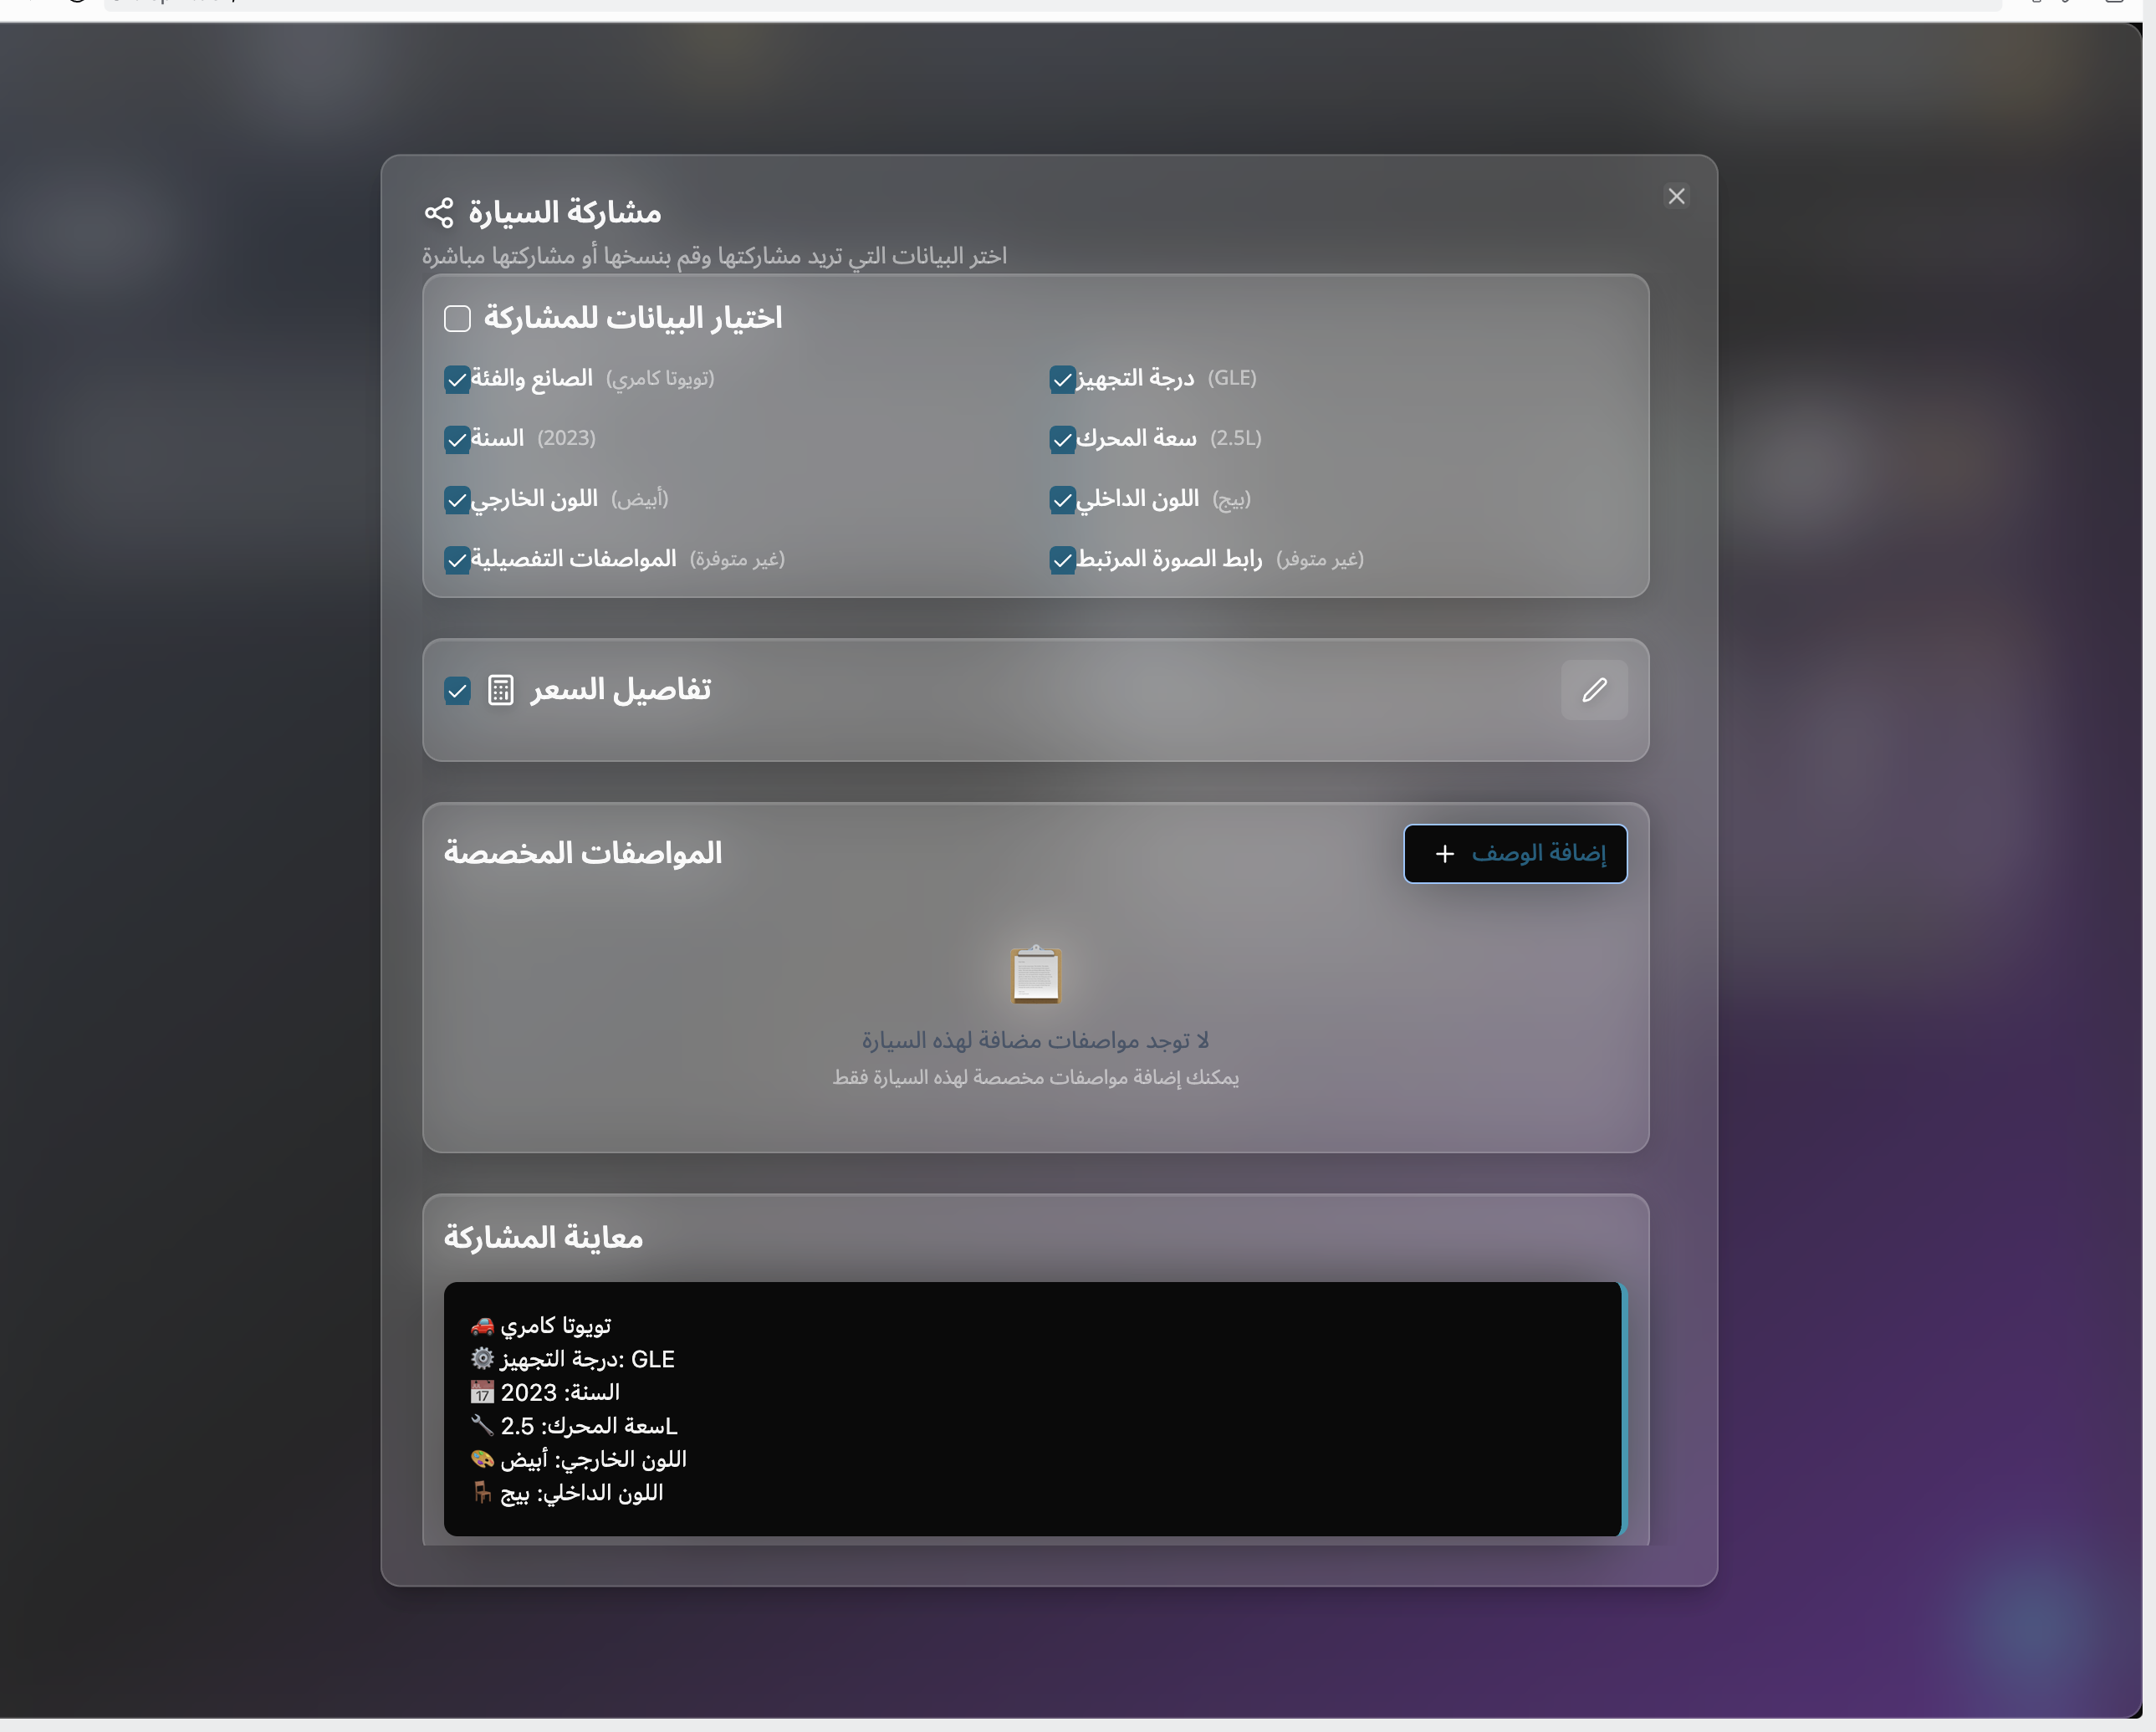 مشاركة السيارة
اختر البيانات التي تريد مشاركتها وقم بنسخها أو مشاركتها مباشرة
اختيار البيانات للمشاركة
الصانع والفئة (تويوتا كامري)
درجة التجهيز (GLE)
السنة (2023)
سعة المحرك (2.5L)
اللون الخارجي (أبيض)
اللون الداخلي (بيج)
المواصفات التفصيلية (غير متوفرة)
رابط الصورة المرتبط (غير متوفر)
تفاصيل السعر
المواصفات المخصصة
إضافة الوصف
لا توجد مواصفات مضافة لهذه السيارة
يمكنك إضافة مواصفات مخصصة لهذه السيارة فقط
معاينة المشاركة
🚗 تويوتا كامري
⚙️ درجة التجهيز: GLE
📅 السنة: 2023
🔧 سعة المحرك: 2.5L
🎨 اللون الخارجي: أبيض
🪑 اللون الداخلي: بيج